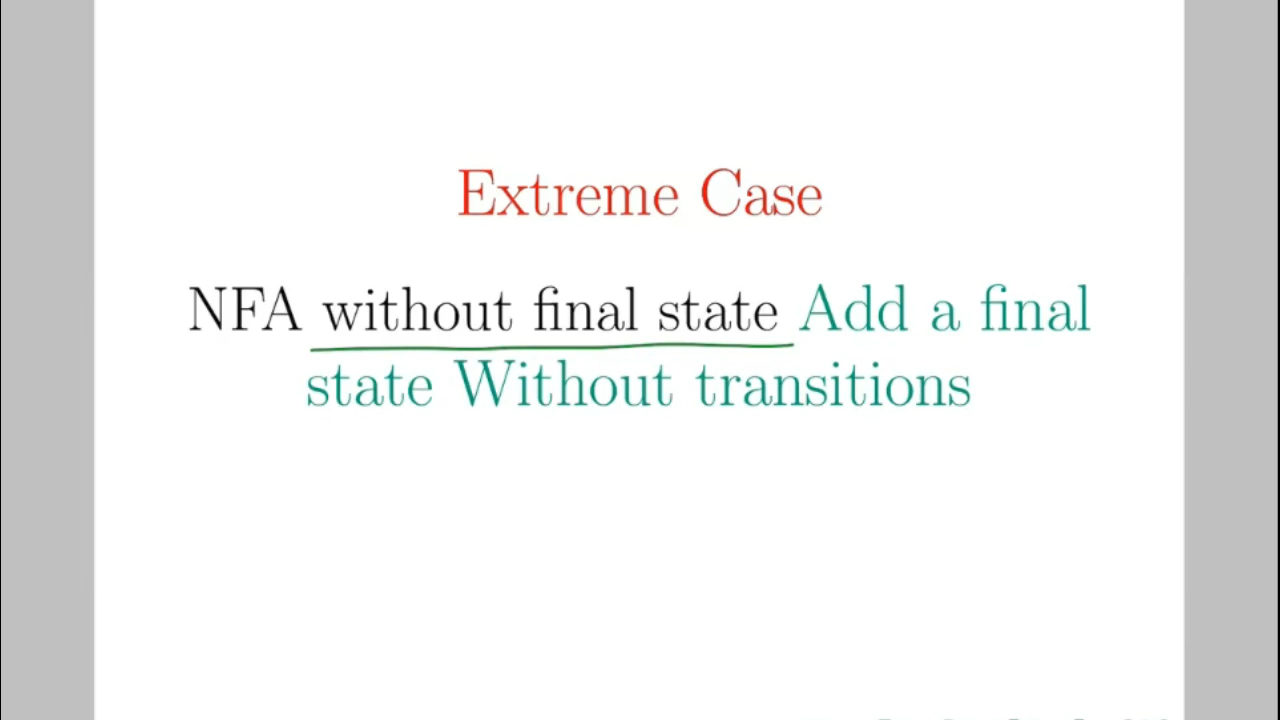 Extreme Case
NFA without final state Add a final
state Without transitions